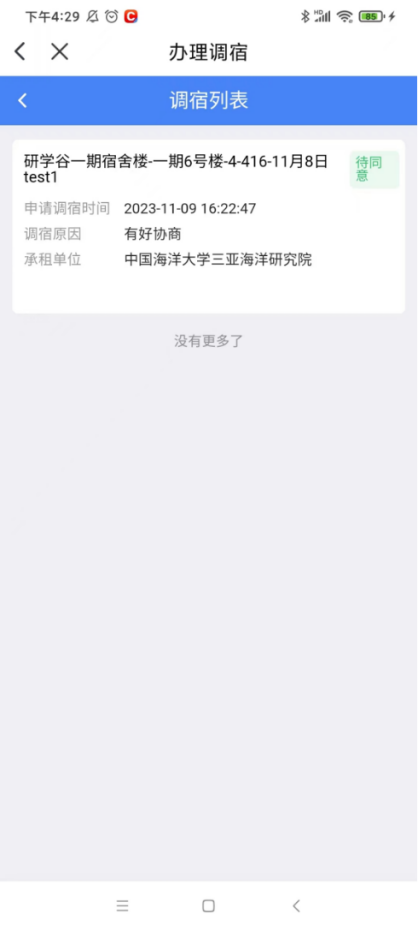 下午4:29
85
办理调宿
调宿列表
研学谷一期宿舍楼-一期6号楼-4-416-11月8日
test1
待同
意
申请调宿时间 2023-11-09 16:22:47
调宿原因 有好协商
承租单位 中国海洋大学三亚海洋研究院
没有更多了